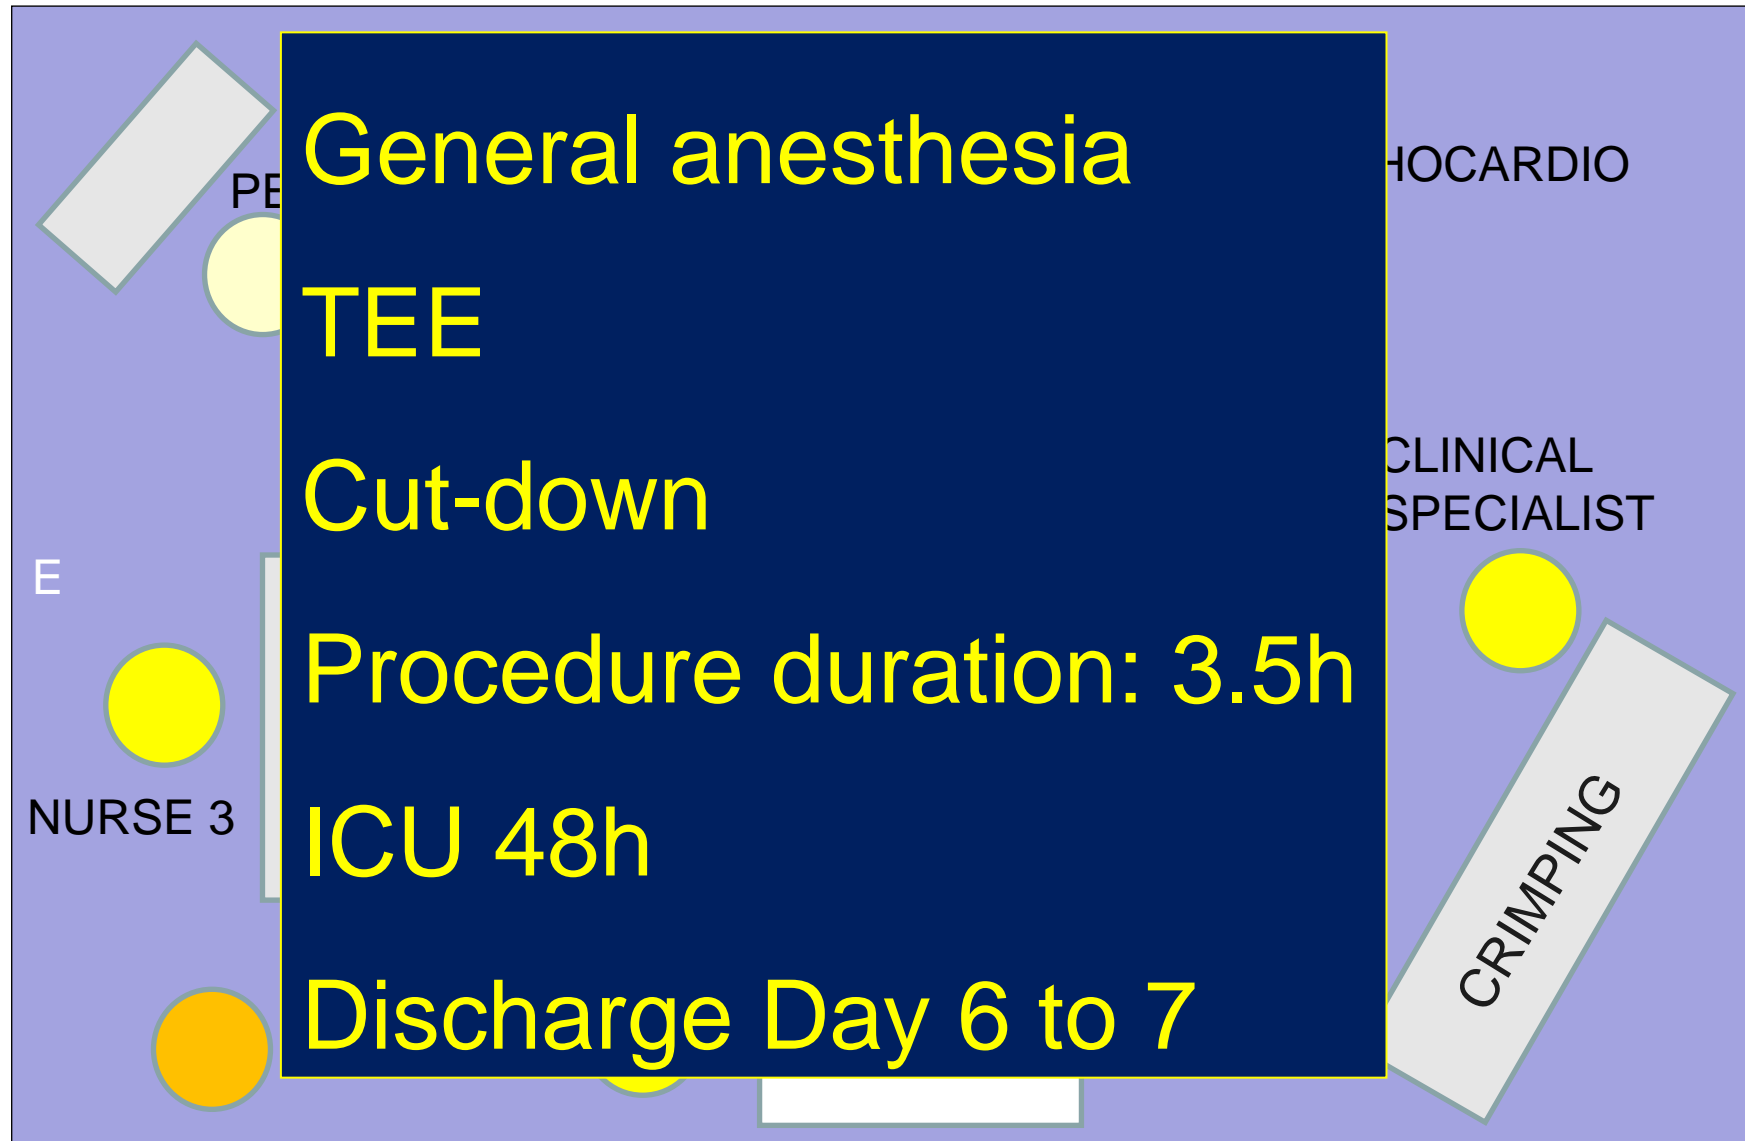 General anesthesia
TEE
Cut-down
Procedure duration: 3.5h
ICU 48h
Discharge Day 6 to 7
PE
HOCARDIO
CLINICAL
SPECIALIST
E
NURSE 3
CRIMPING